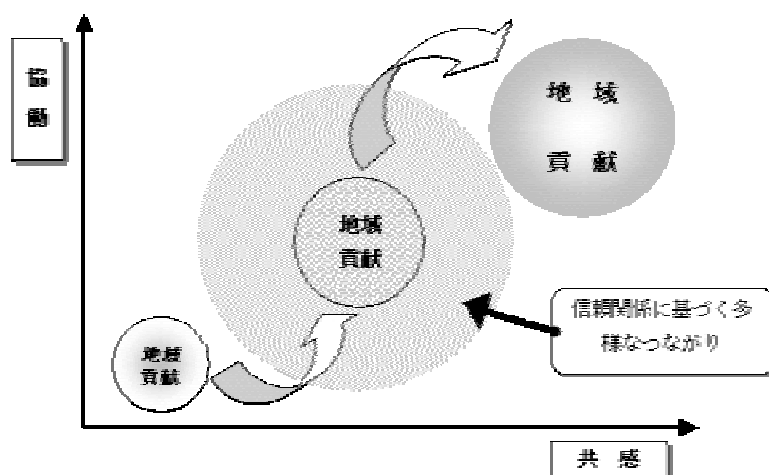 協
働
地 域
貢 献
地域
貢献
信頼関係に基づく多
様なつながり
地域
貢献
共 感